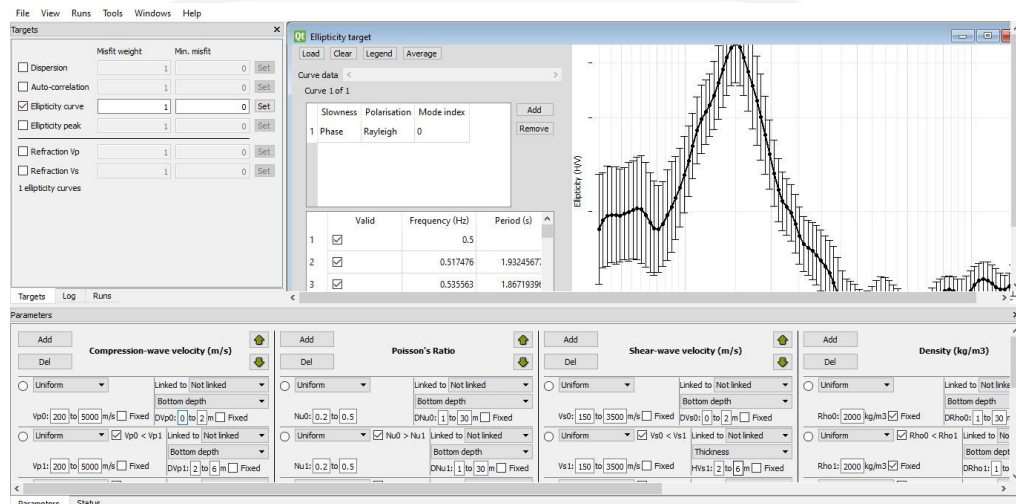 File View Runs Tools Windows Help
Targets
Misfit weight Min. misfit
Dispersion 1 0 Set
Auto-correlation 1 0 Set
Ellipticity curve 1 0 Set
Ellipticity peak 1 0 Set
Refraction Vp 1 0 Set
Refraction Vs 1 0 Set
1 ellipticity curves
Targets Log Runs
Qt Ellipticity target
Load Clear Legend Average
Curve data
Curve 1 of 1
Slowness Polarisation Mode index
1 Phase Rayleigh 0
Add
Remove
Valid Frequency (Hz) Period (s)
1 0.5
2 0.517476 1.9324567
3 0.535563 1.8671939
Ellipticity (H/V)
Parameters
Add
Del
Compression-wave velocity (m/s)
Uniform Linked to Not linked
Bottom depth
Vp0: 200 to 5000 m/s Fixed DVp0: 0 to 2 m Fixed
Uniform Vp0 < Vp1 Linked to Not linked
Bottom depth
Vp1: 200 to 5000 m/s Fixed DVp1: 2 to 6 m Fixed
Add
Del
Poisson's Ratio
Uniform Linked to Not linked
Bottom depth
Nu0: 0.2 to 0.5 DNu0: 1 to 30 m Fixed
Uniform Nu0 > Nu1 Linked to Not linked
Bottom depth
Nu1: 0.2 to 0.5 DNu1: 1 to 30 m Fixed
Add
Del
Shear-wave velocity (m/s)
Uniform Linked to Not linked
Bottom depth
Vs0: 150 to 3500 m/s Fixed DVs0: 0 to 2 m Fixed
Uniform Vs0 < Vs1 Linked to Not linked
Thickness
Vs1: 150 to 3500 m/s Fixed HVs1: 2 to 6 m Fixed
Add
Del
Density (kg/m3)
Uniform Linked to Not linke
Bottom depth
Rho0: 2000 kg/m3 Fixed DRho0: 1 to 30
Uniform Rho0 < Rho1 Linked to No
Bottom dept
Rho1: 2000 kg/m3 Fixed DRho1: 1 to
Parameters Status